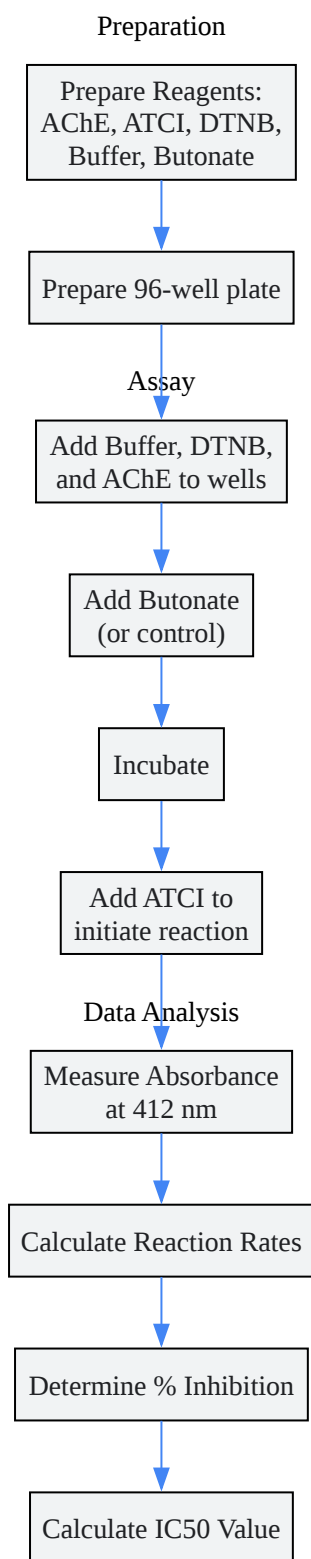 Preparation
Prepare Reagents:
AChE, ATCI, DTNB,
Buffer, Butonate
Prepare 96-well plate
Assay
Add Buffer, DTNB,
and AChE to wells
Add Butonate
(or control)
Incubate
Add ATCI to
initiate reaction
Data Analysis
Measure Absorbance
at 412 nm
Calculate Reaction Rates
Determine % Inhibition
Calculate IC50 Value